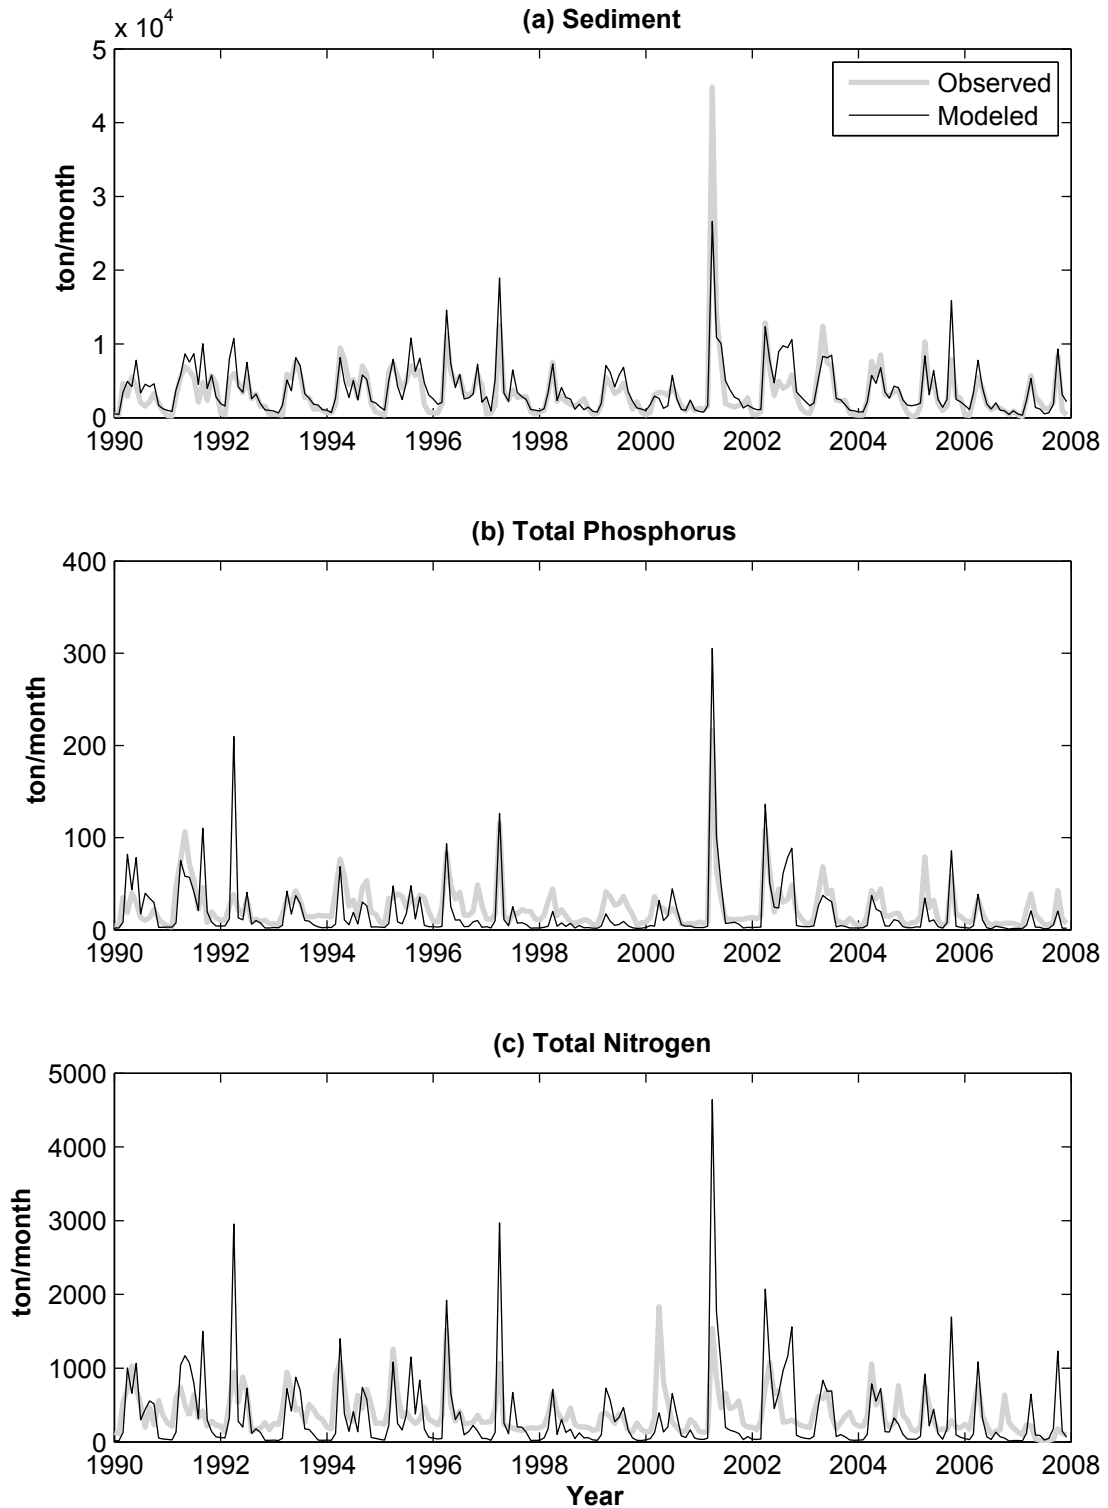 (a) Sediment
x 10⁴
5
4
3
2
1
0
ton/month
Observed
Modeled
1990 1992 1994 1996 1998 2000 2002 2004 2006 2008
(b) Total Phosphorus
400
300
200
100
0
ton/month
1990 1992 1994 1996 1998 2000 2002 2004 2006 2008
(c) Total Nitrogen
5000
4000
3000
2000
1000
0
ton/month
1990 1992 1994 1996 1998 2000 2002 2004 2006 2008
Year